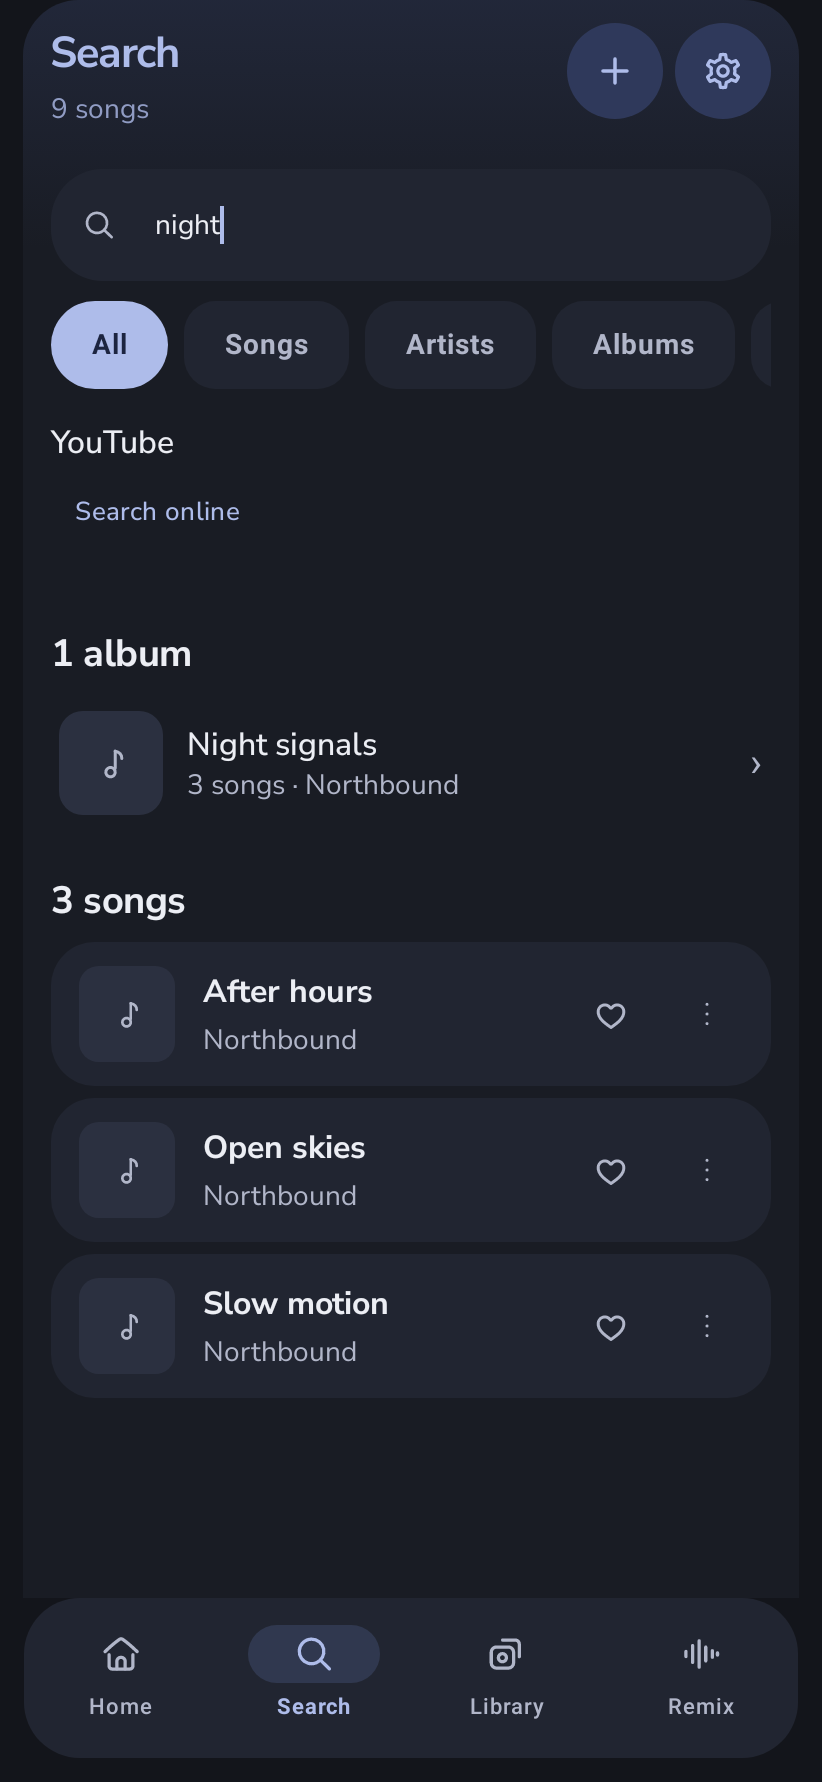 Search
9 songs
night
All
Songs
Artists
Albums
YouTube
Search online
1 album
Night signals
3 songs · Northbound
3 songs
After hours
Northbound
Open skies
Northbound
Slow motion
Northbound
Home
Search
Library
Remix